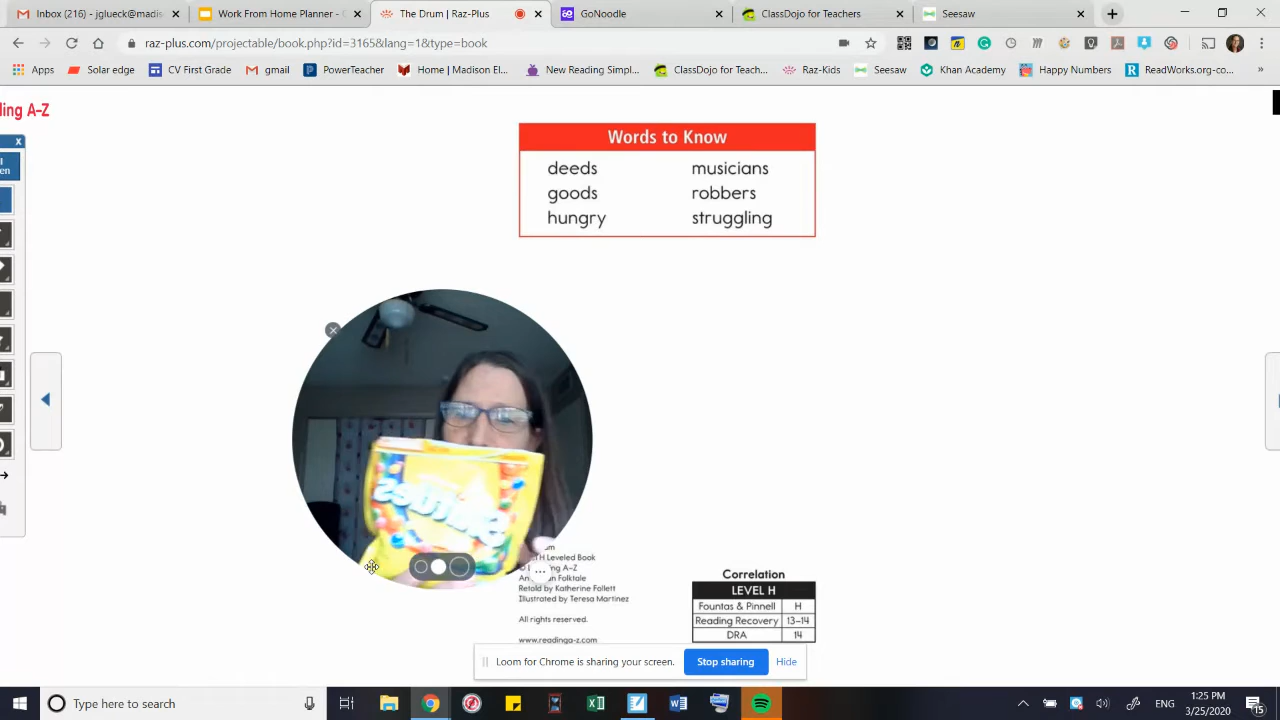 Inbox (220) - jglueck@madis
Work From Home Planner - G
The Drum | Raz-Plus
GoNoodle
ClassDojo for Teachers
Seesaw
raz-plus.com/projectable/book.php?id=3165&lang=1&type=book
Apps
Solar edge
CV First Grade
gmail
PowerTeacher
Home | Madison El...
New Reading Simpl...
ClassDojo for Teach...
Raz-Kids
Seesaw
Khan Academy
Happy Numbers
ReadWorks.org-co...
ding A-Z
Words to Know
deeds musicians
goods robbers
hungry struggling
H Leveled Book
Retold by Katherine Follett
Illustrated by Teresa Martinez
All rights reserved.
www.readinga-z.com
Correlation
LEVEL H
Fountas & Pinnell H
Reading Recovery 13–14
DRA 14
Loom for Chrome is sharing your screen. Stop sharing Hide
Type here to search
ENG
1:25 PM
3/25/2020
15